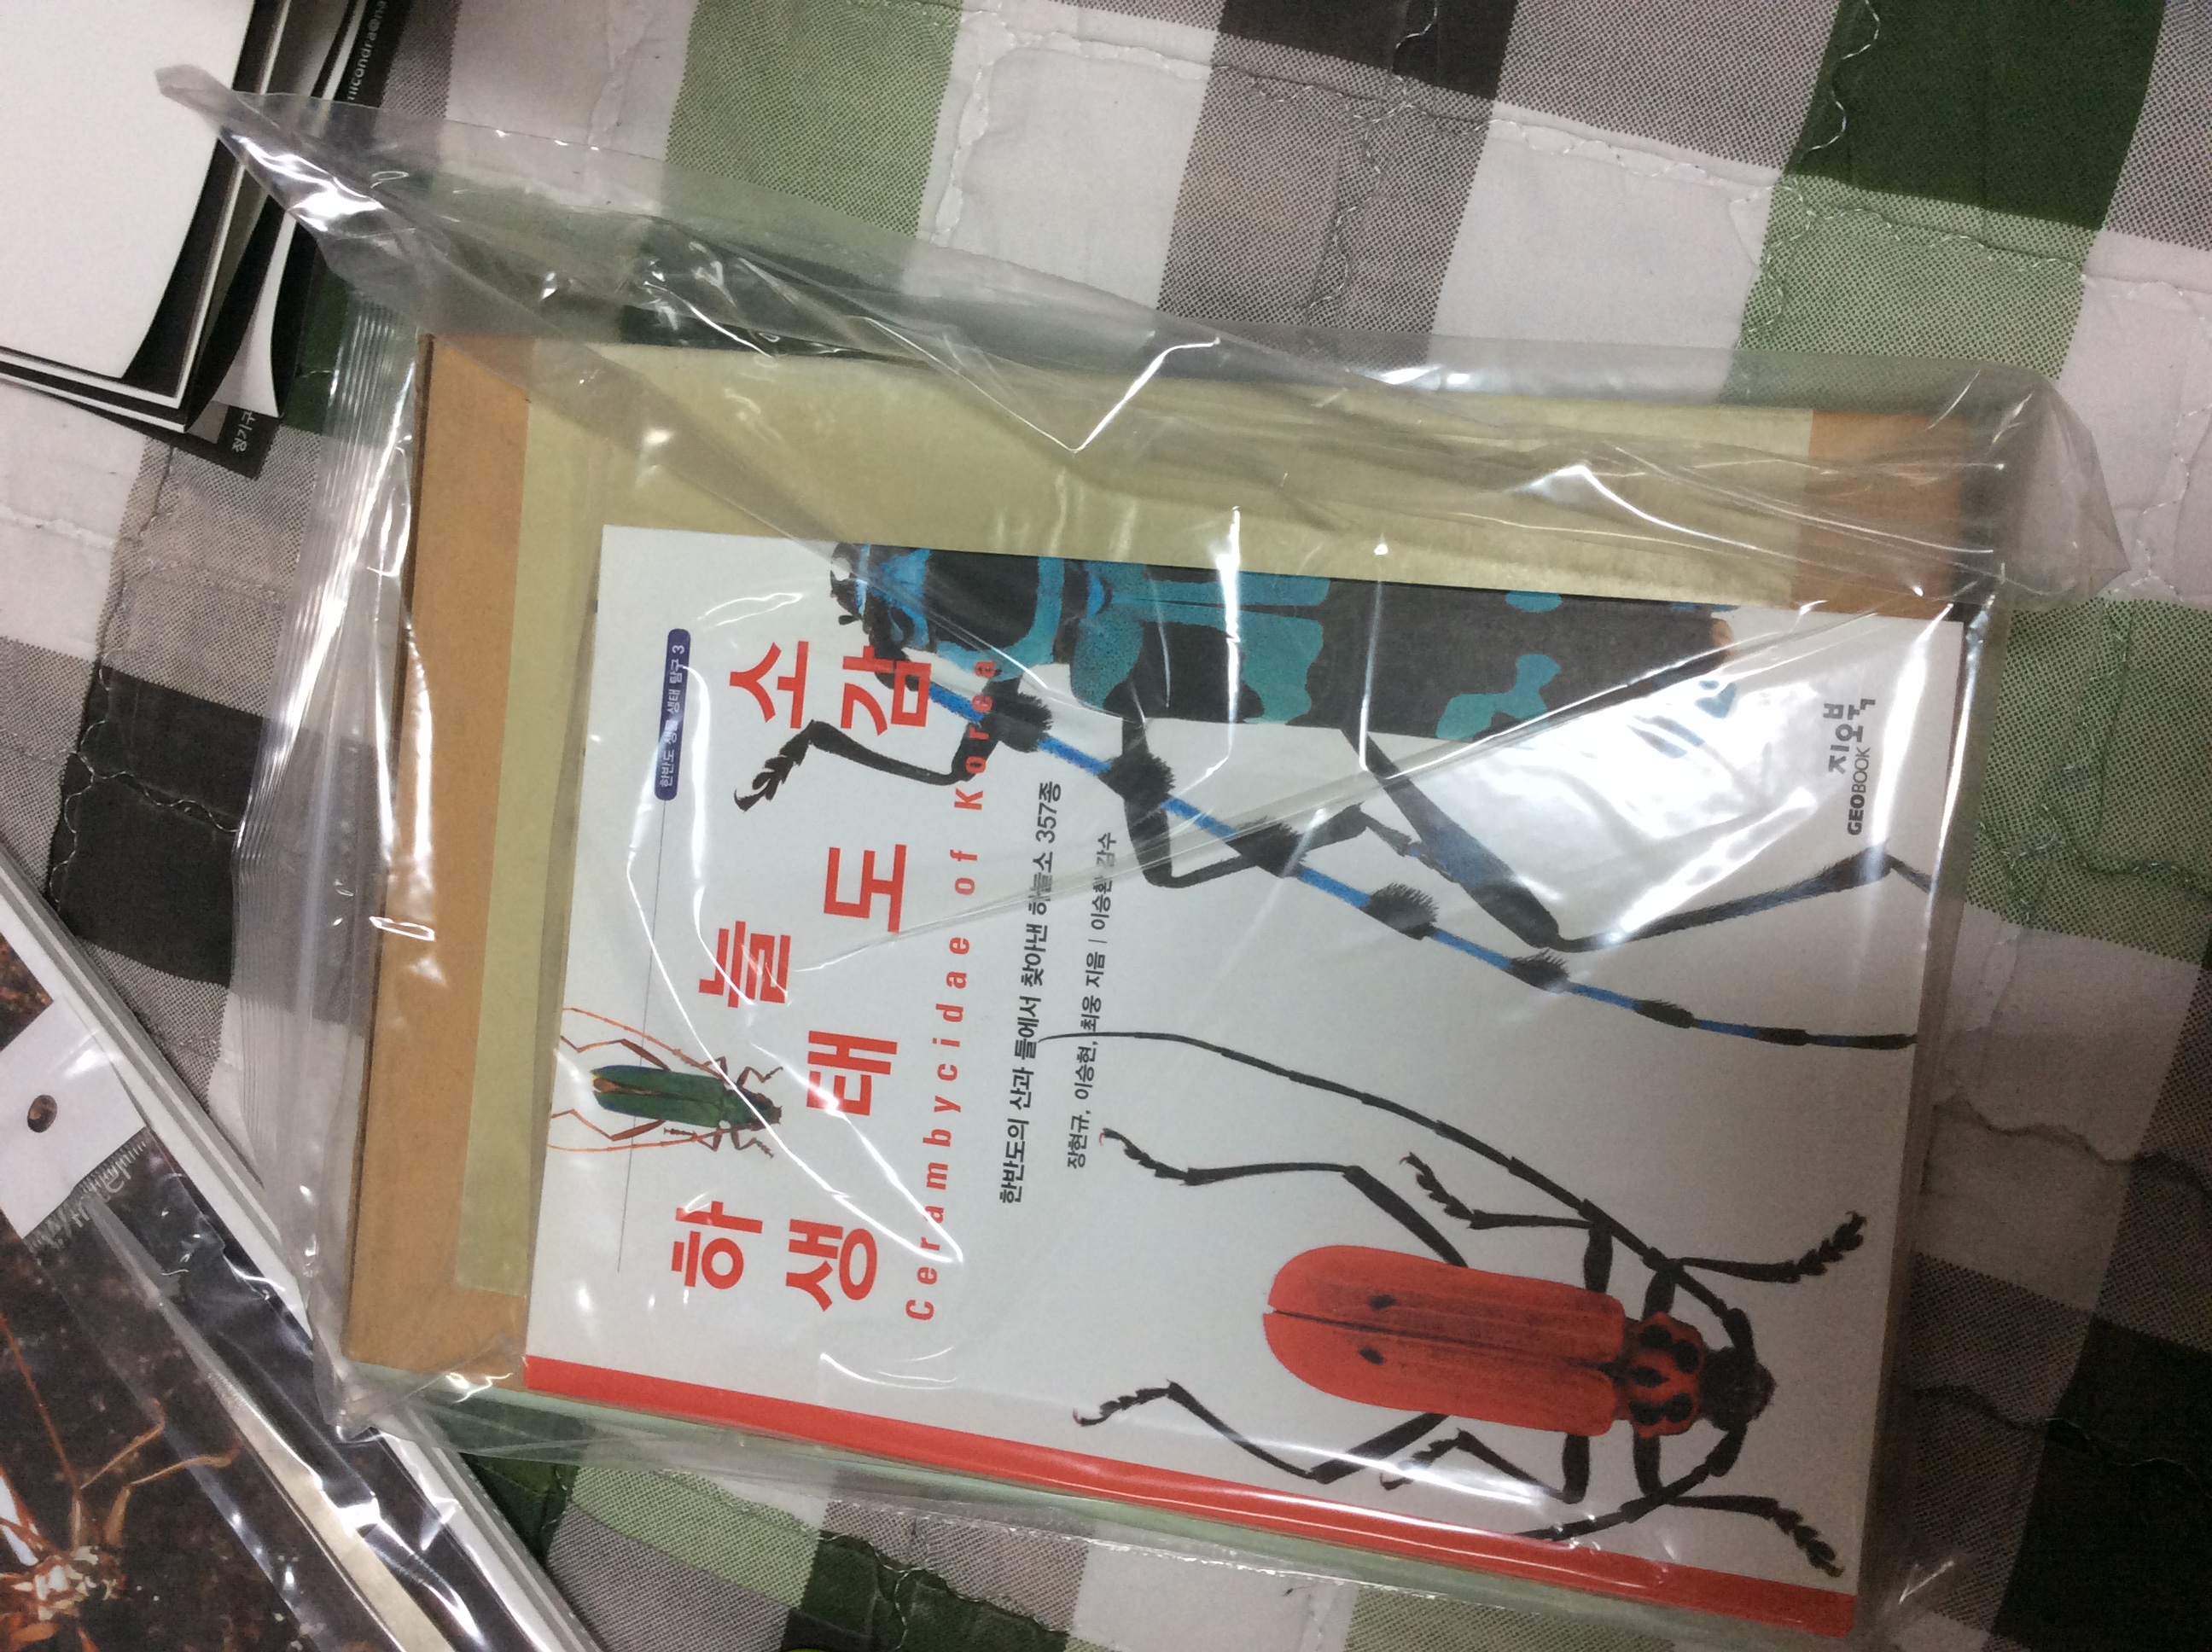 한반도 생물 생태 탐구 3
하늘소
생태도감
Cerambycidae of Korea
한반도의 산과 들에서 찾아낸 하늘소 357종
장현규, 이승현, 최웅 지음 | 이승환 감수
지오북
GEOBOOK
nicondra@na